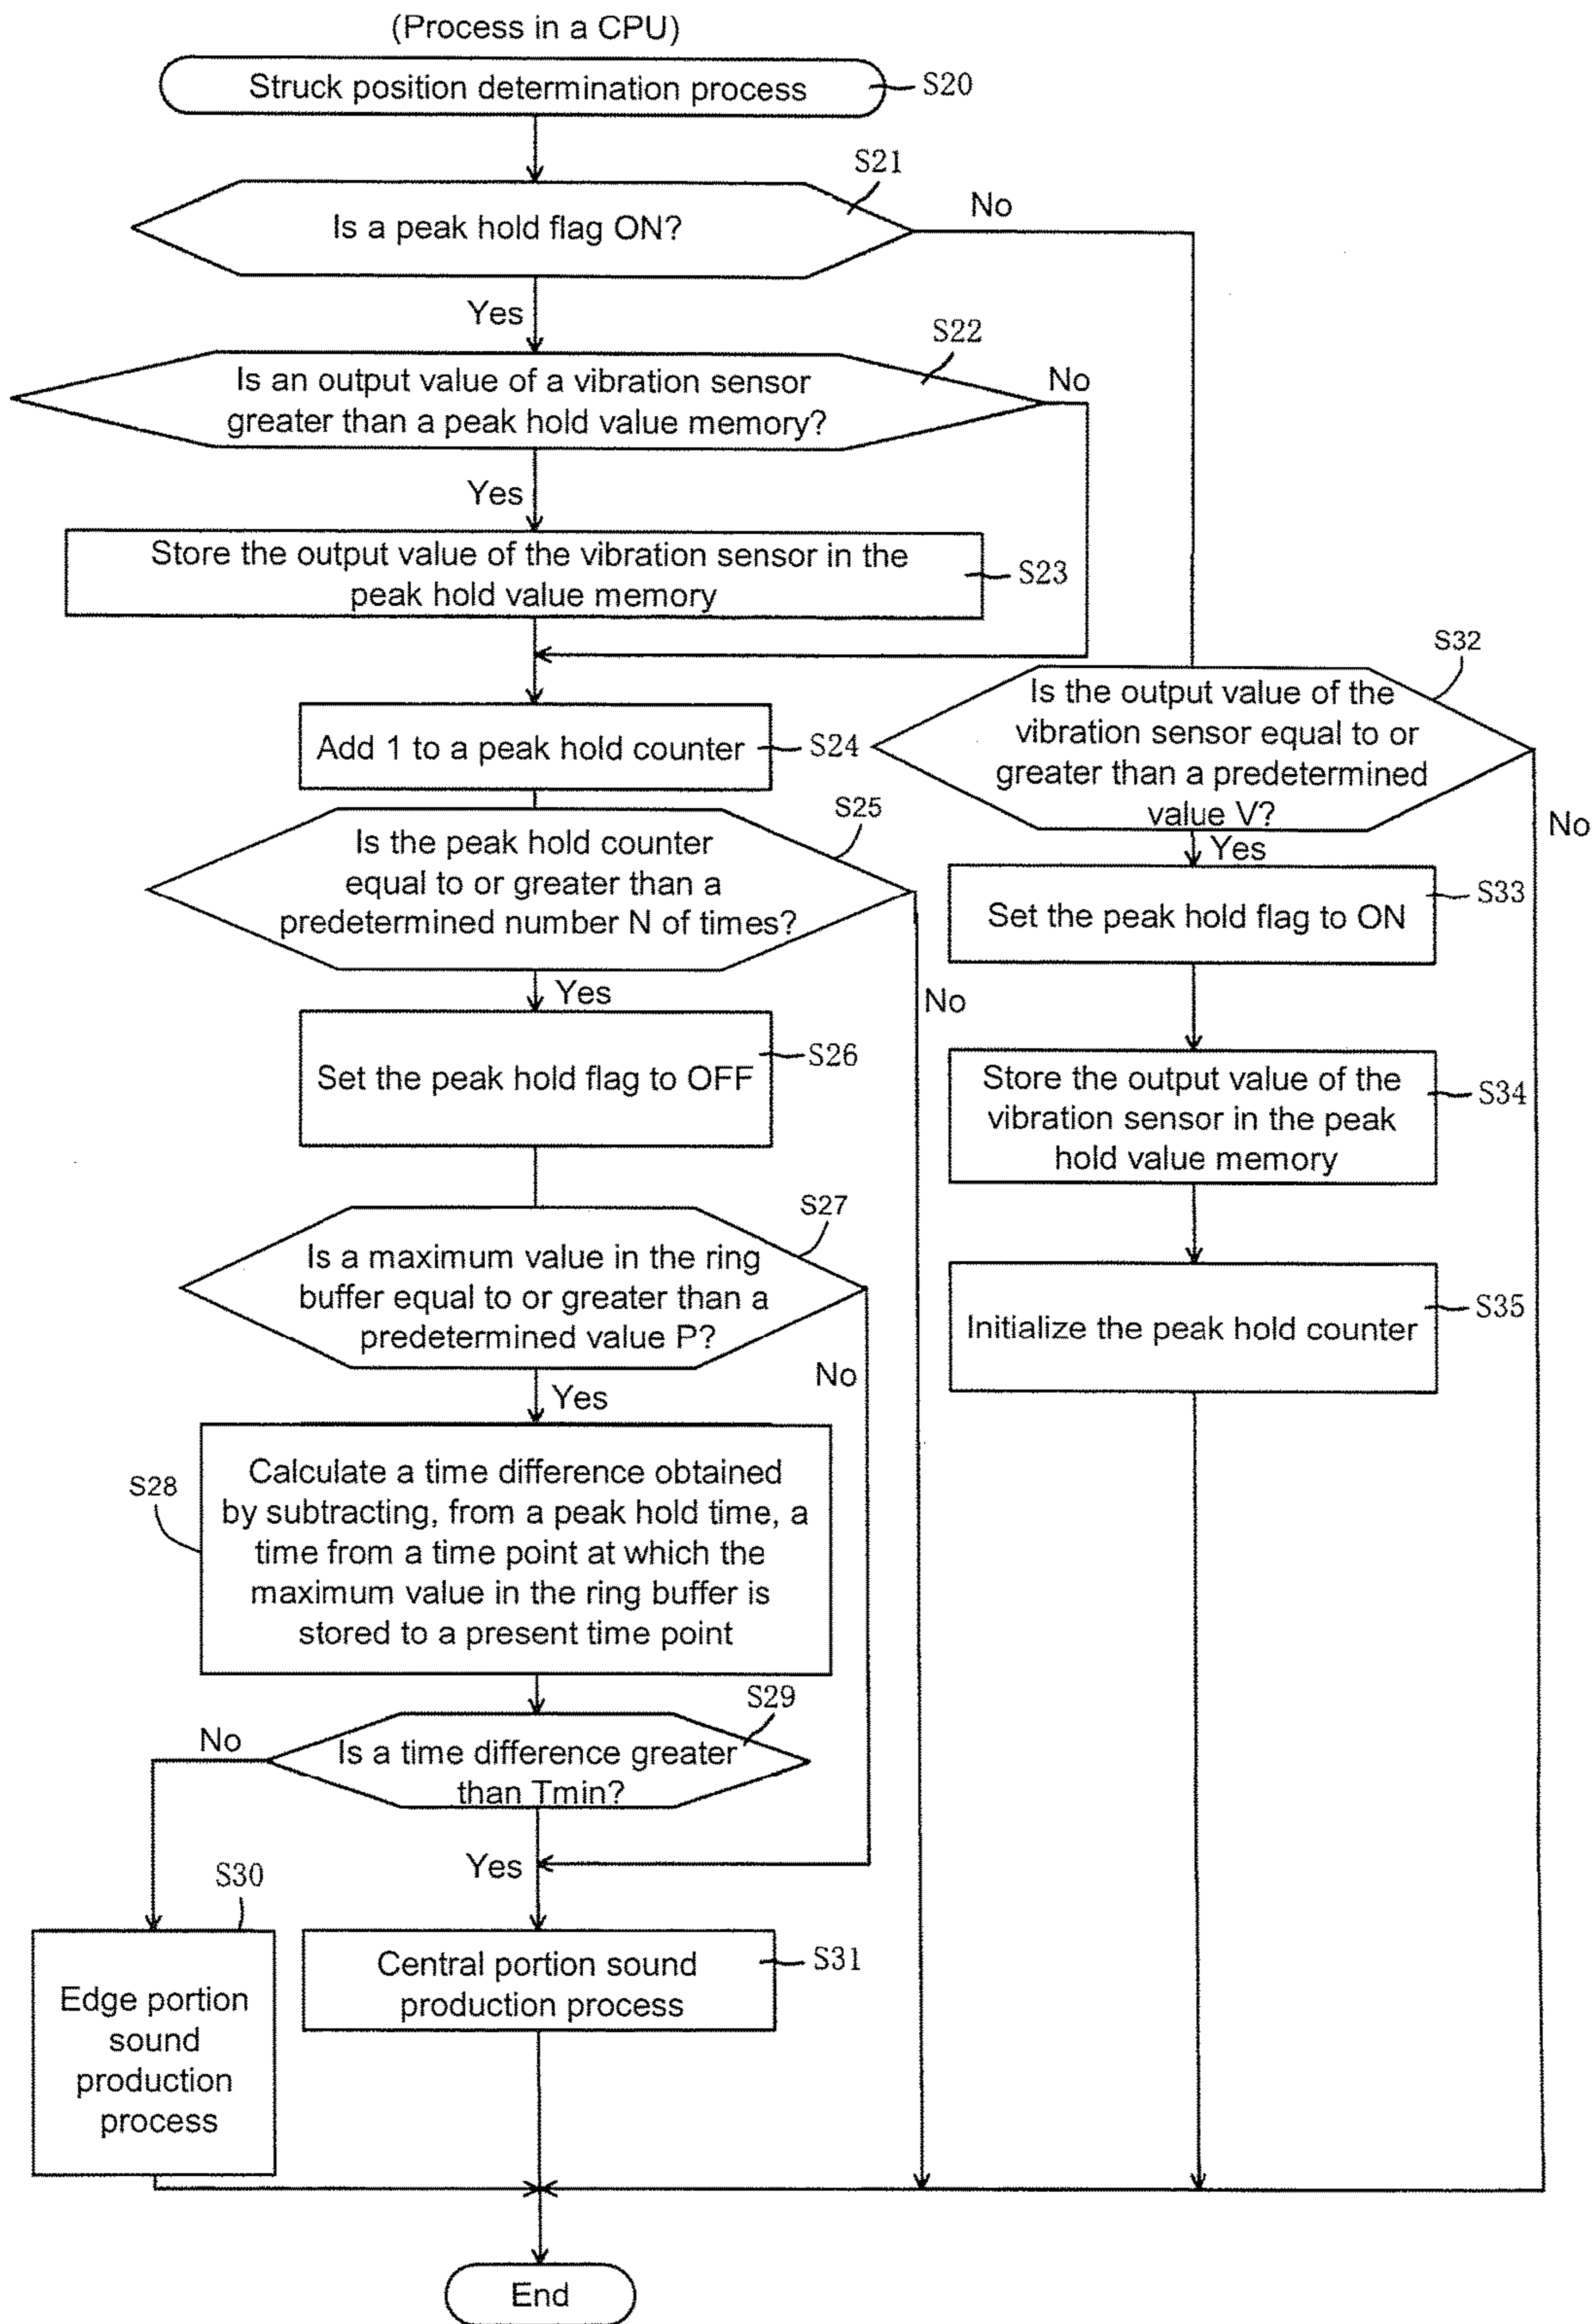 (Process in a CPU)
Struck position determination process
S20
S21
Is a peak hold flag ON?
No
Yes
S22
Is an output value of a vibration sensor
greater than a peak hold value memory?
No
Yes
Store the output value of the vibration sensor in the
peak hold value memory
S23
Add 1 to a peak hold counter
S24
S25
Is the peak hold counter
equal to or greater than a
predetermined number N of times?
No
Yes
Set the peak hold flag to OFF
S26
S27
Is a maximum value in the ring
buffer equal to or greater than a
predetermined value P?
No
Yes
S28
Calculate a time difference obtained
by subtracting, from a peak hold time, a
time from a time point at which the
maximum value in the ring buffer is
stored to a present time point
S29
Is a time difference greater
than Tmin?
No
Yes
S30
Edge portion
sound
production
process
Central portion sound
production process
S31
S32
Is the output value of the
vibration sensor equal to or
greater than a predetermined
value V?
No
Yes
Set the peak hold flag to ON
S33
Store the output value of the
vibration sensor in the peak
hold value memory
S34
Initialize the peak hold counter
S35
End